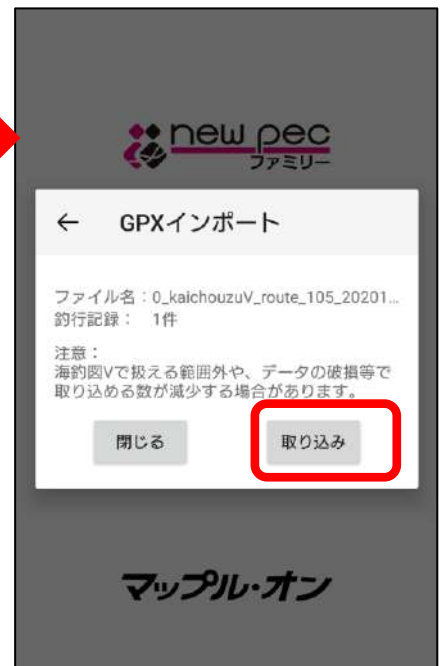 new pec
ファミリー
← GPXインポート
ファイル名：0_kaichouzuV_route_105_20201...
釣行記録： 1件
注意：
海釣図Vで扱える範囲外や、データの破損等で
取り込める数が減少する場合があります。
閉じる 取り込み
マップル・オン